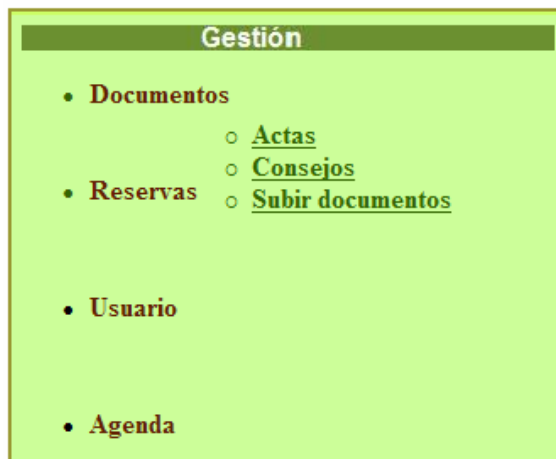 Gestión
Documentos
Actas
Consejos
Reservas
Subir documentos
Usuario
Agenda